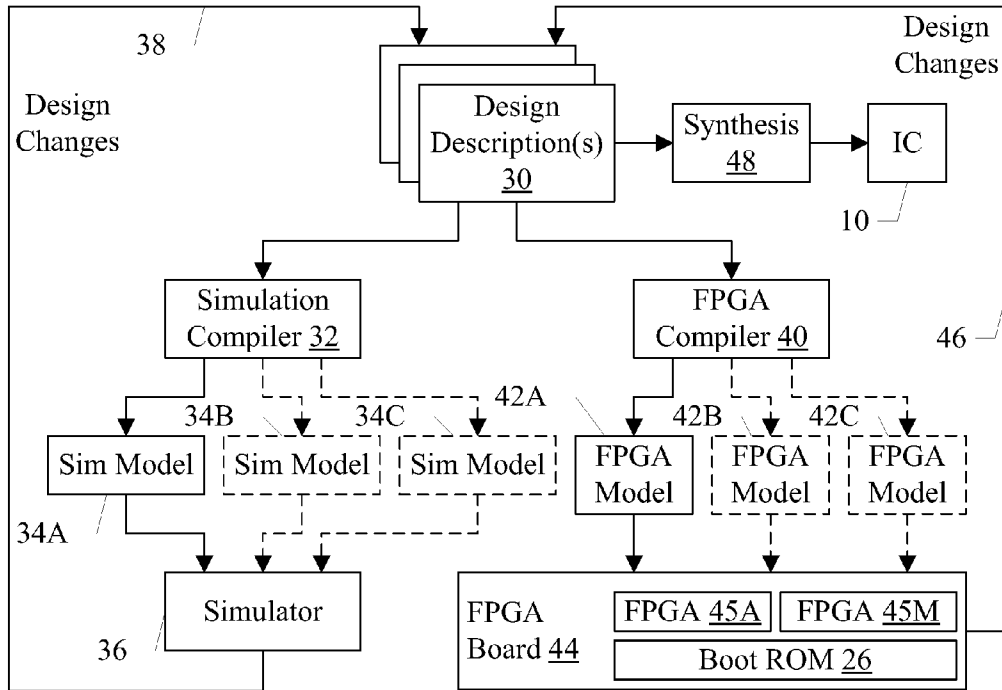 38
Design
Changes
Design
Changes
Design
Description(s)
30
Synthesis
48
IC
10
Simulation
Compiler 32
FPGA
Compiler 40
46
34B
34C
42A
42B
42C
Sim Model
Sim Model
Sim Model
FPGA
Model
FPGA
Model
FPGA
Model
34A
Simulator
36
FPGA
Board 44
FPGA 45A
FPGA 45M
Boot ROM 26